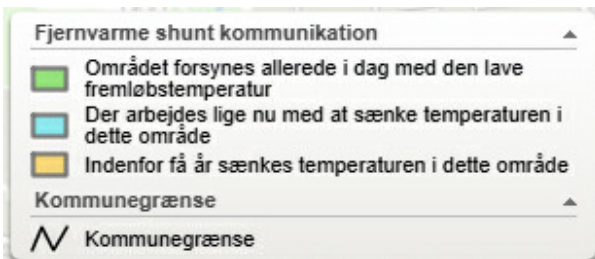 Fjernvarme shunt kommunikation
Området forsynes allerede i dag med den lave
fremløbstemperatur
Der arbejdes lige nu med at sænke temperaturen i
dette område
Indenfor få år sænkes temperaturen i dette område
Kommunegrænse
Kommunegrænse